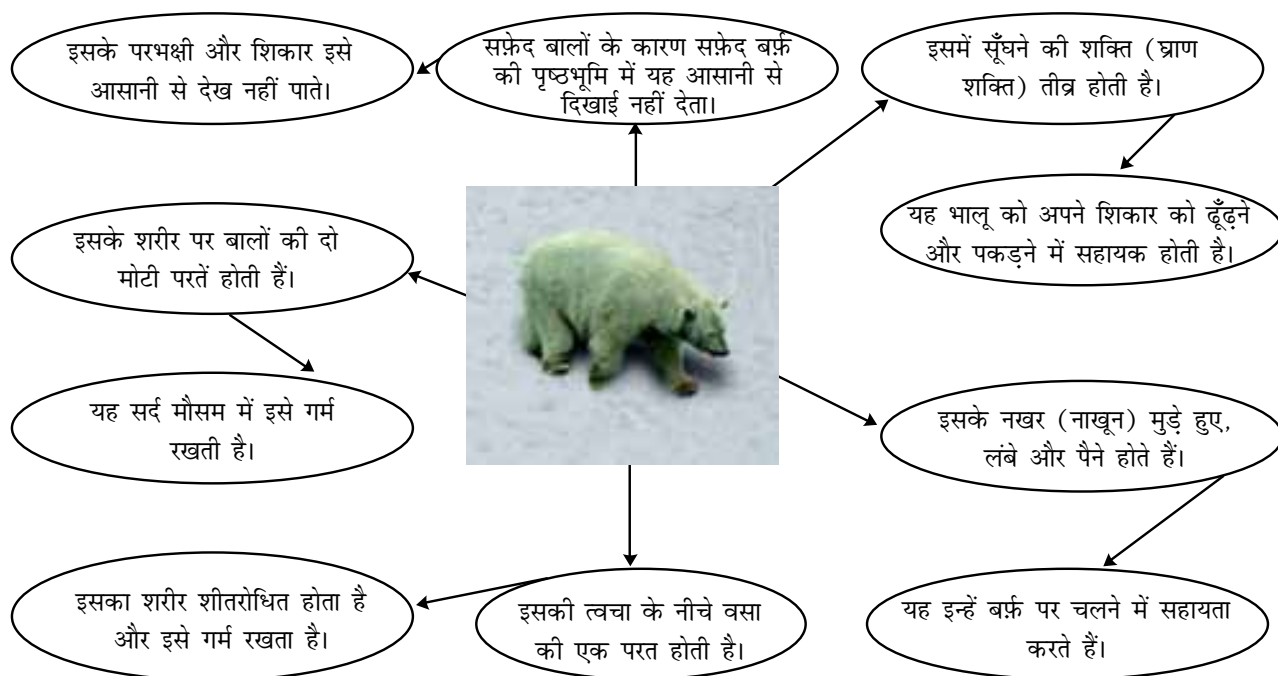 इसके परभक्षी और शिकार इसे
आसानी से देख नहीं पाते।
सफ़ेद बालों के कारण सफ़ेद बर्फ़
की पृष्ठभूमि में यह आसानी से
दिखाई नहीं देता।
इसमें सूँघने की शक्ति (घ्राण
शक्ति) तीव्र होती है।
यह भालू को अपने शिकार को ढूँढ़ने
और पकड़ने में सहायक होती है।
इसके शरीर पर बालों की दो
मोटी परतें होती हैं।
यह सर्द मौसम में इसे गर्म
रखती है।
इसके नखर (नाखून) मुड़े हुए,
लंबे और पैने होते हैं।
इसका शरीर शीतरोधित होता है
और इसे गर्म रखता है।
इसकी त्वचा के नीचे वसा
की एक परत होती है।
यह इन्हें बर्फ़ पर चलने में सहायता
करते हैं।